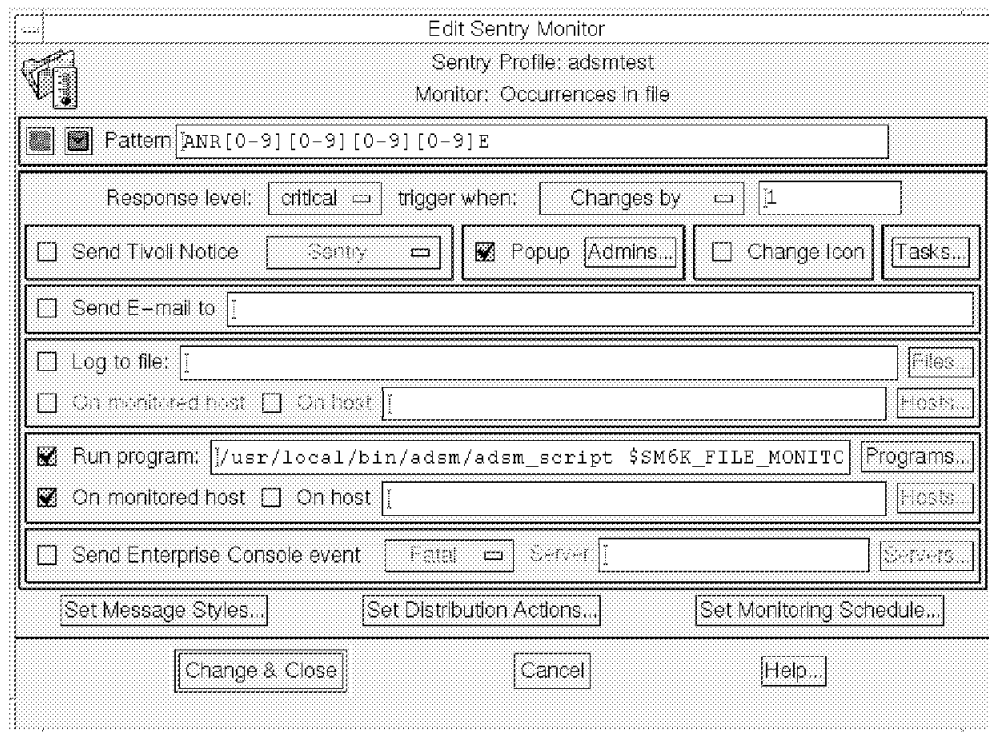 Edit Sentry Monitor
Sentry Profile: adsmtest
Monitor: Occurrences in file
Pattern ANR[0-9][0-9][0-9][0-9]E
Response level: critical trigger when: Changes by 1
Send Tivoli Notice Sentry Popup Admins... Change Icon Tasks...
Send E-mail to
Log to file: Files...
On monitored host On host Hosts...
Run program: /usr/local/bin/adsm/adsm_script $SM6K_FILE_MONITO Programs...
On monitored host On host Hosts...
Send Enterprise Console event Fatal Server Servers...
Set Message Styles... Set Distribution Actions... Set Monitoring Schedule...
Change & Close Cancel Help...